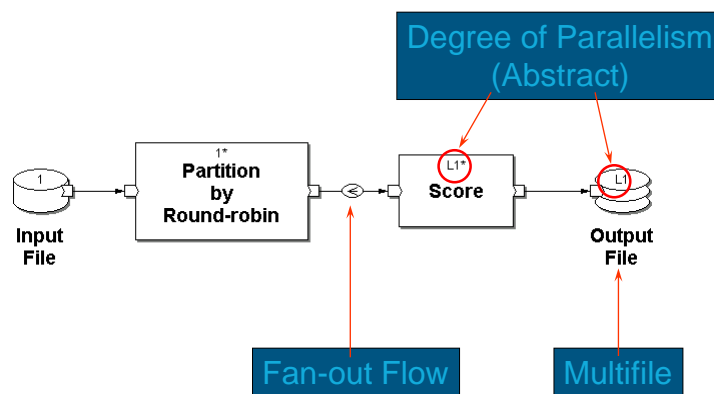 Degree of Parallelism
(Abstract)
1
1*
Partition
by
Round-robin
L1*
Score
L1
Input
File
Output
File
Fan-out Flow
Multifile